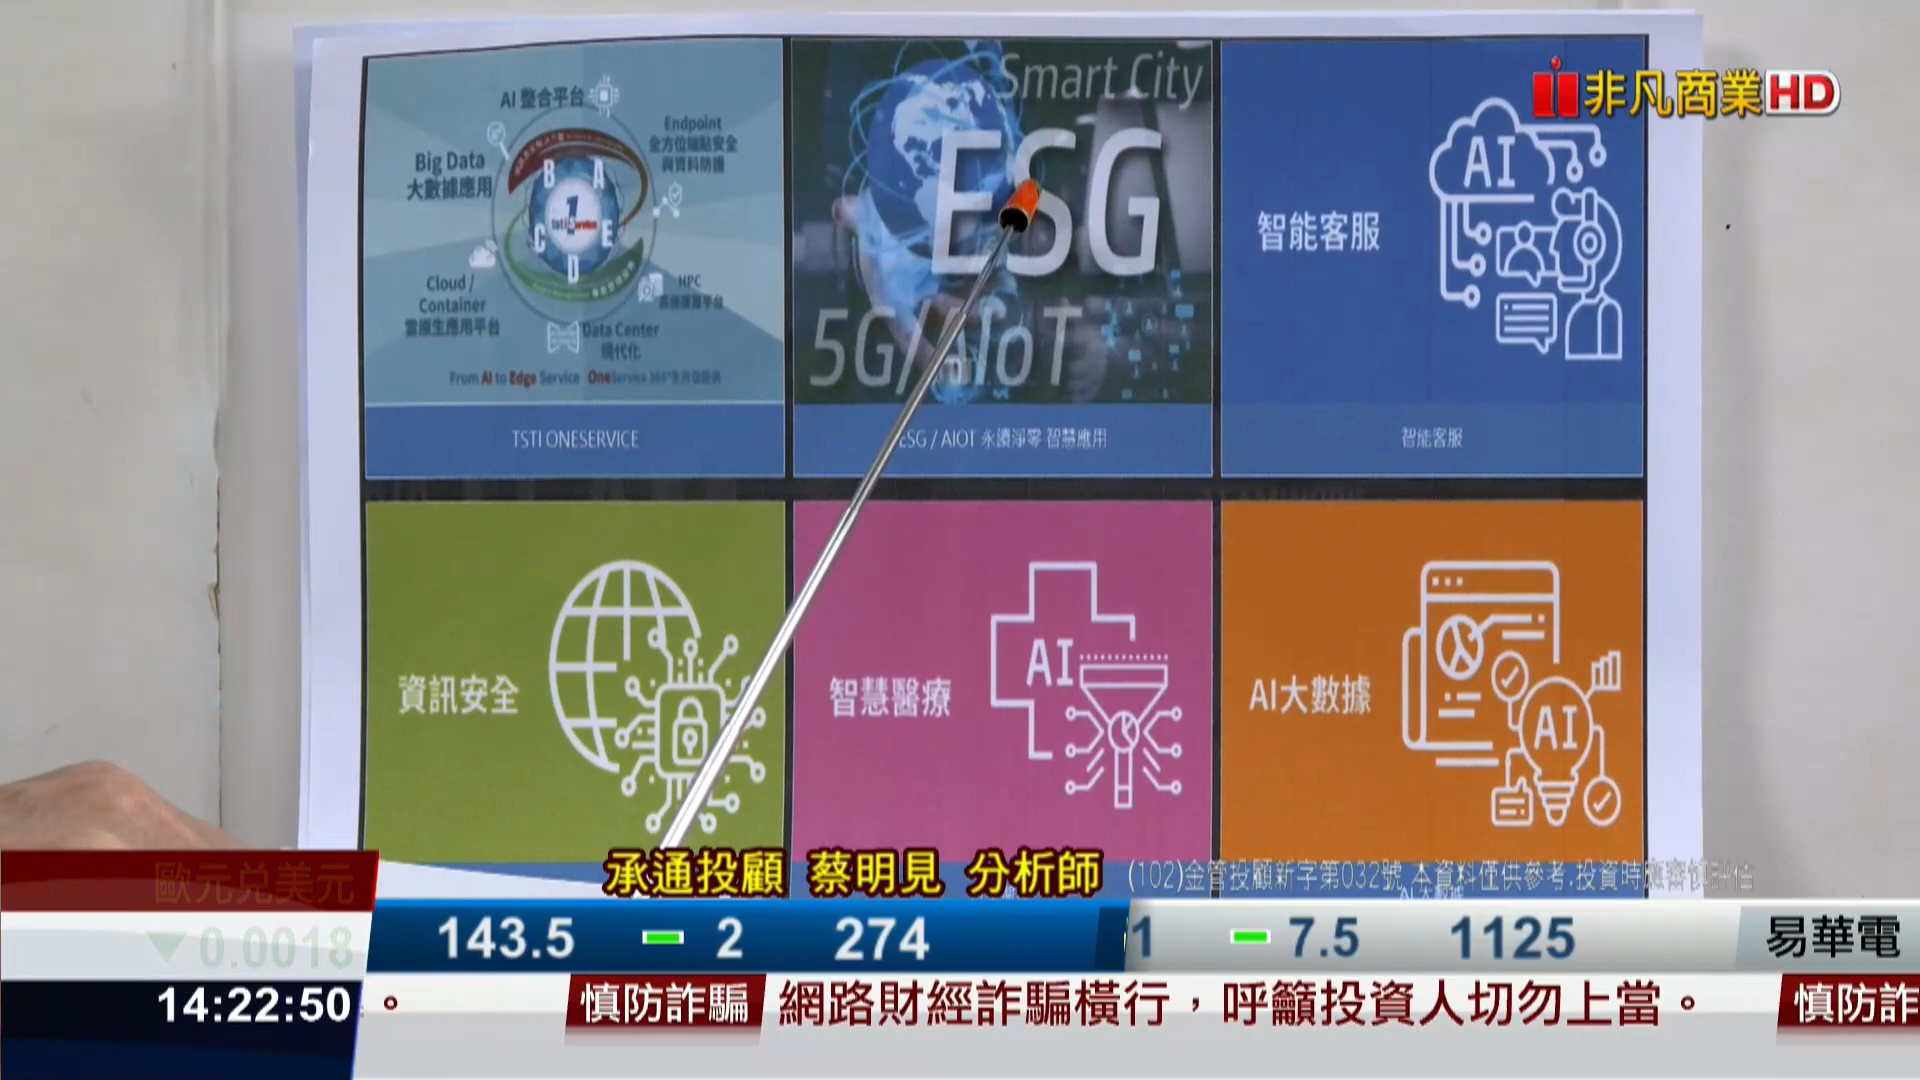 非凡商業HD
AI 整合平台
Endpoint
全方位端點安全
與資料防護
Big Data
大數據應用
B A
1
C E
D
Cloud /
Container
雲原生應用平台
HPC
Data Center
現代化
From AI to Edge Service OneService 360°
TSTI ONESERVICE
Smart City
ESG
5G/AIoT
ESG / AIOT 永續淨零 智慧應用
AI
智能客服
智能客服
資訊安全
智慧醫療
AI
AI大數據
AI
承通投顧 蔡明見 分析師
(102)金管投顧新字第032號 本資料僅供參考,投資時應審慎評估
歐元兌美元
▼0.0018
143.5 2 274
1 7.5 1125 易華電
14:22:50
。 慎防詐騙 網路財經詐騙橫行，呼籲投資人切勿上當。 慎防詐